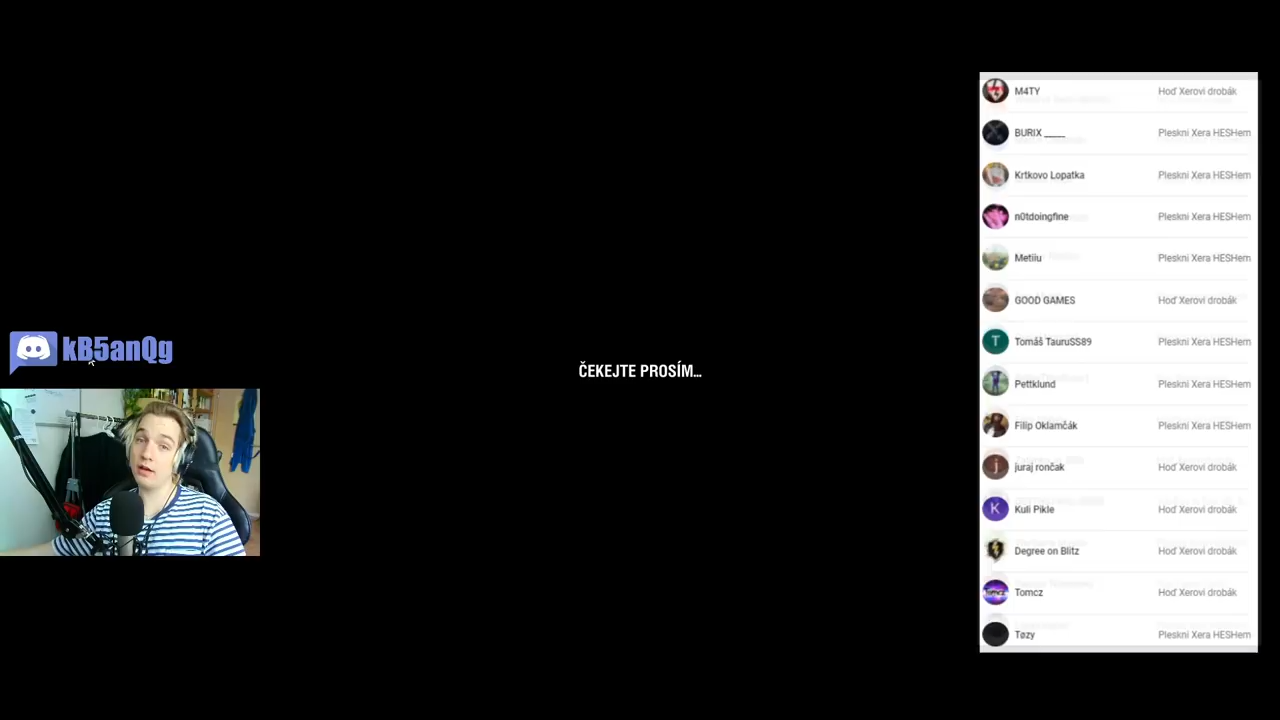 M4TY Hoď Xerovi drobák
BURIX ____ Pleskni Xera HESHem
Krtkovo Lopatka Pleskni Xera HESHem
n0tdoingfine Pleskni Xera HESHem
Metiiu Pleskni Xera HESHem
GOOD GAMES Hoď Xerovi drobák
T Tomáš TauruSS89 Pleskni Xera HESHem
Pettklund Pleskni Xera HESHem
Filip Oklamčák Pleskni Xera HESHem
j juraj rončak Hoď Xerovi drobák
K Kuli Pikle Hoď Xerovi drobák
Degree on Blitz Hoď Xerovi drobák
Tomcz Hoď Xerovi drobák
Tøzy Pleskni Xera HESHem
kB5anQg
ČEKEJTE PROSÍM...